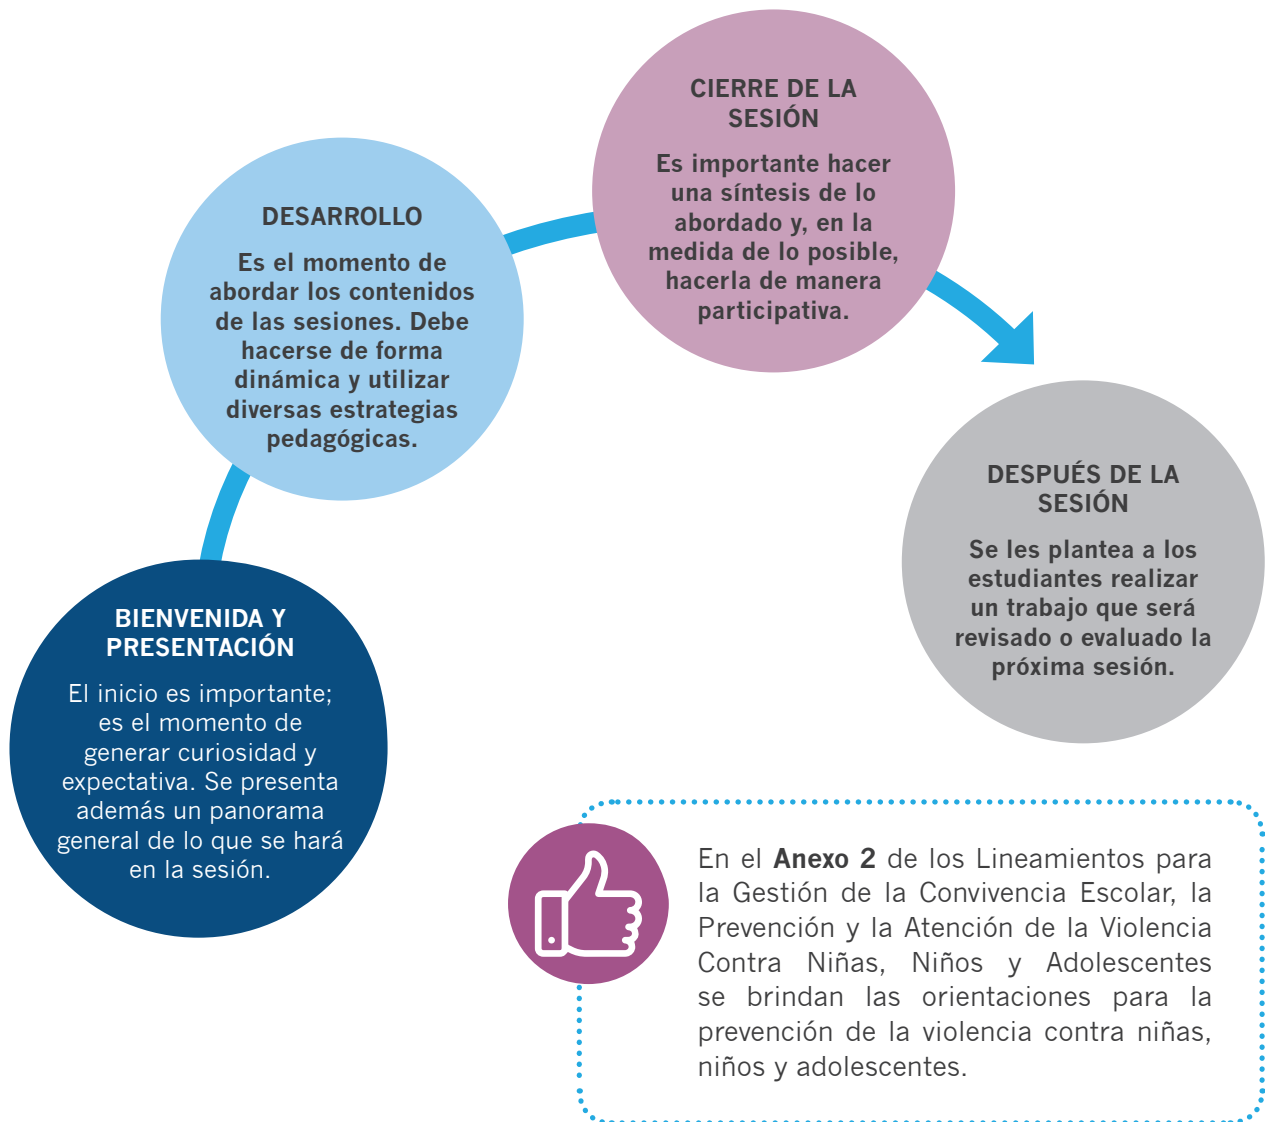 BIENVENIDA Y
PRESENTACIÓN
El inicio es importante;
es el momento de
generar curiosidad y
expectativa. Se presenta
además un panorama
general de lo que se hará
en la sesión.
DESARROLLO
Es el momento de
abordar los contenidos
de las sesiones. Debe
hacerse de forma
dinámica y utilizar
diversas estrategias
pedagógicas.
CIERRE DE LA
SESIÓN
Es importante hacer
una síntesis de lo
abordado y, en la
medida de lo posible,
hacerla de manera
participativa.
DESPUÉS DE LA
SESIÓN
Se les plantea a los
estudiantes realizar
un trabajo que será
revisado o evaluado la
próxima sesión.
En el Anexo 2 de los Lineamientos para
la Gestión de la Convivencia Escolar, la
Prevención y la Atención de la Violencia
Contra Niñas, Niños y Adolescentes
se brindan las orientaciones para la
prevención de la violencia contra niñas,
niños y adolescentes.